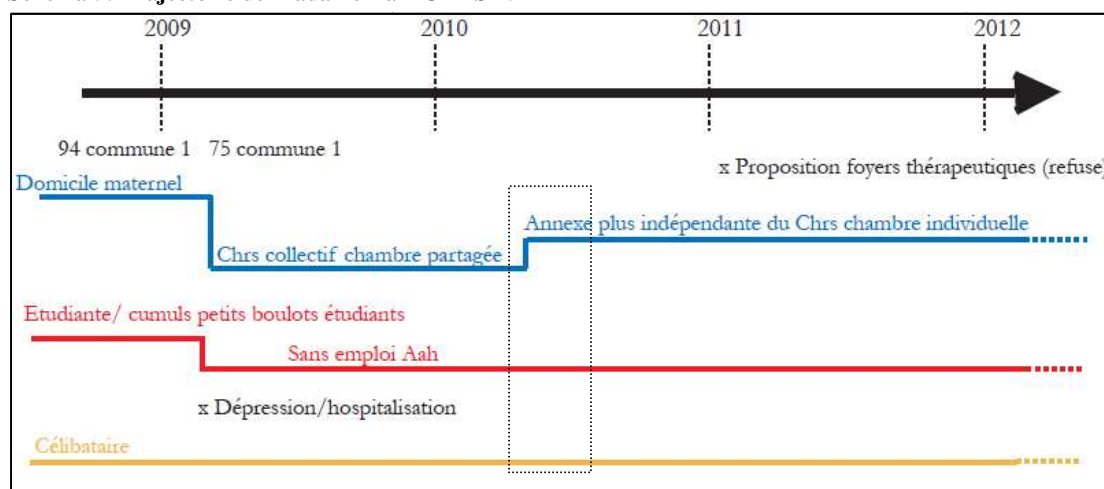 2009 2010 2011 2012
94 commune 1 75 commune 1
x Proposition foyers thérapeutiques (refuse)
Domicile maternel
Annexe plus indépendante du Chrs chambre individuelle
Chrs collectif chambre partagée
Etudiante/ cumuls petits boulots étudiants
Sans emploi Aah
x Dépression/hospitalisation
Célibataire